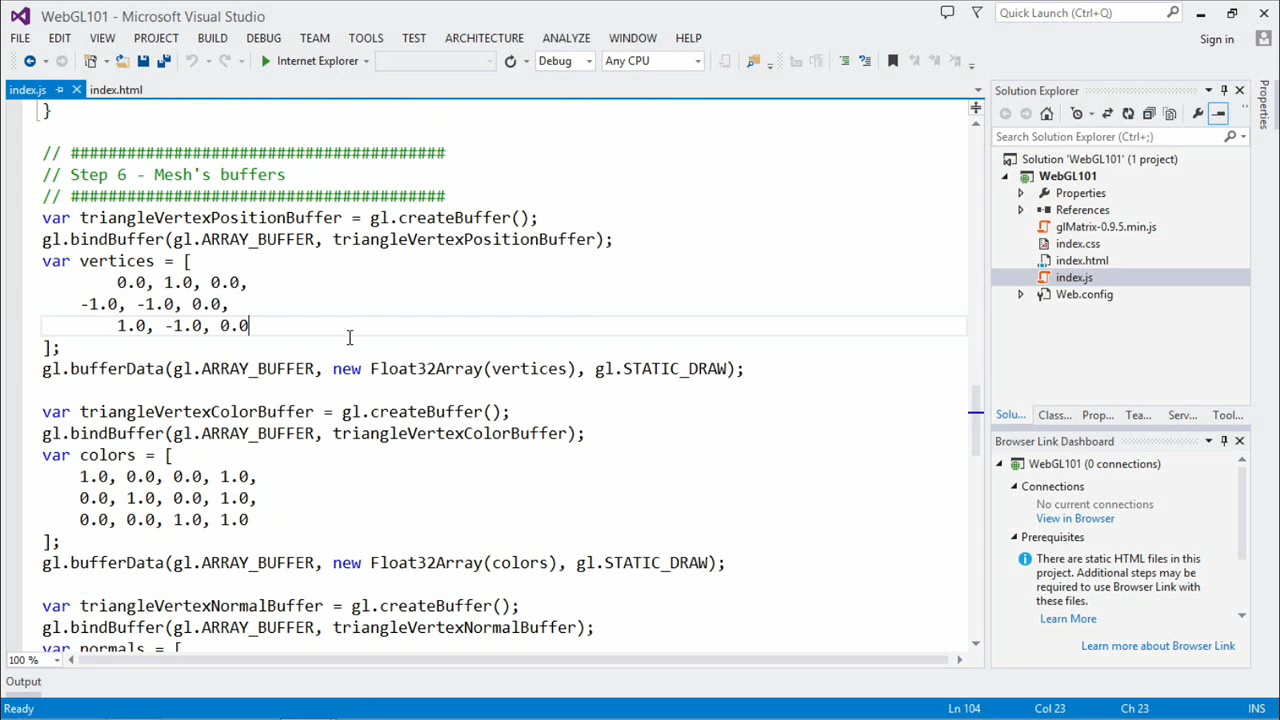 WebGL101 - Microsoft Visual Studio
Quick Launch (Ctrl+Q)
FILE EDIT VIEW PROJECT BUILD DEBUG TEAM TOOLS TEST ARCHITECTURE ANALYZE WINDOW HELP
Sign in
Internet Explorer Debug Any CPU
index.js index.html
}
// ########################################
// Step 6 - Mesh's buffers
// ########################################
var triangleVertexPositionBuffer = gl.createBuffer();
gl.bindBuffer(gl.ARRAY_BUFFER, triangleVertexPositionBuffer);
var vertices = [
0.0, 1.0, 0.0,
-1.0, -1.0, 0.0,
1.0, -1.0, 0.0
];
gl.bufferData(gl.ARRAY_BUFFER, new Float32Array(vertices), gl.STATIC_DRAW);
var triangleVertexColorBuffer = gl.createBuffer();
gl.bindBuffer(gl.ARRAY_BUFFER, triangleVertexColorBuffer);
var colors = [
1.0, 0.0, 0.0, 1.0,
0.0, 1.0, 0.0, 1.0,
0.0, 0.0, 1.0, 1.0
];
gl.bufferData(gl.ARRAY_BUFFER, new Float32Array(colors), gl.STATIC_DRAW);
var triangleVertexNormalBuffer = gl.createBuffer();
gl.bindBuffer(gl.ARRAY_BUFFER, triangleVertexNormalBuffer);
var normals = [
100 %
Output
Solution Explorer
Search Solution Explorer (Ctrl+;)
Solution 'WebGL101' (1 project)
WebGL101
Properties
References
glMatrix-0.9.5.min.js
index.css
index.html
index.js
Web.config
Solu... Class... Prop... Tea... Serv... Tool...
Browser Link Dashboard
WebGL101 (0 connections)
Connections
No current connections
View in Browser
Prerequisites
There are static HTML files in this
project. Additional steps may be
required to use Browser Link with
these files.
Learn More
Learn more about Browser Link
Properties
Ready Ln 104 Col 23 Ch 23 INS